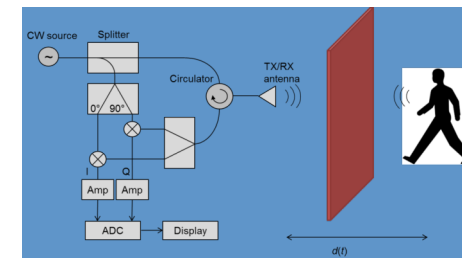 CW source
Splitter
~
TX/RX
antenna
Circulator
0° 90°
I
Q
Amp
Amp
ADC
Display
d(t)